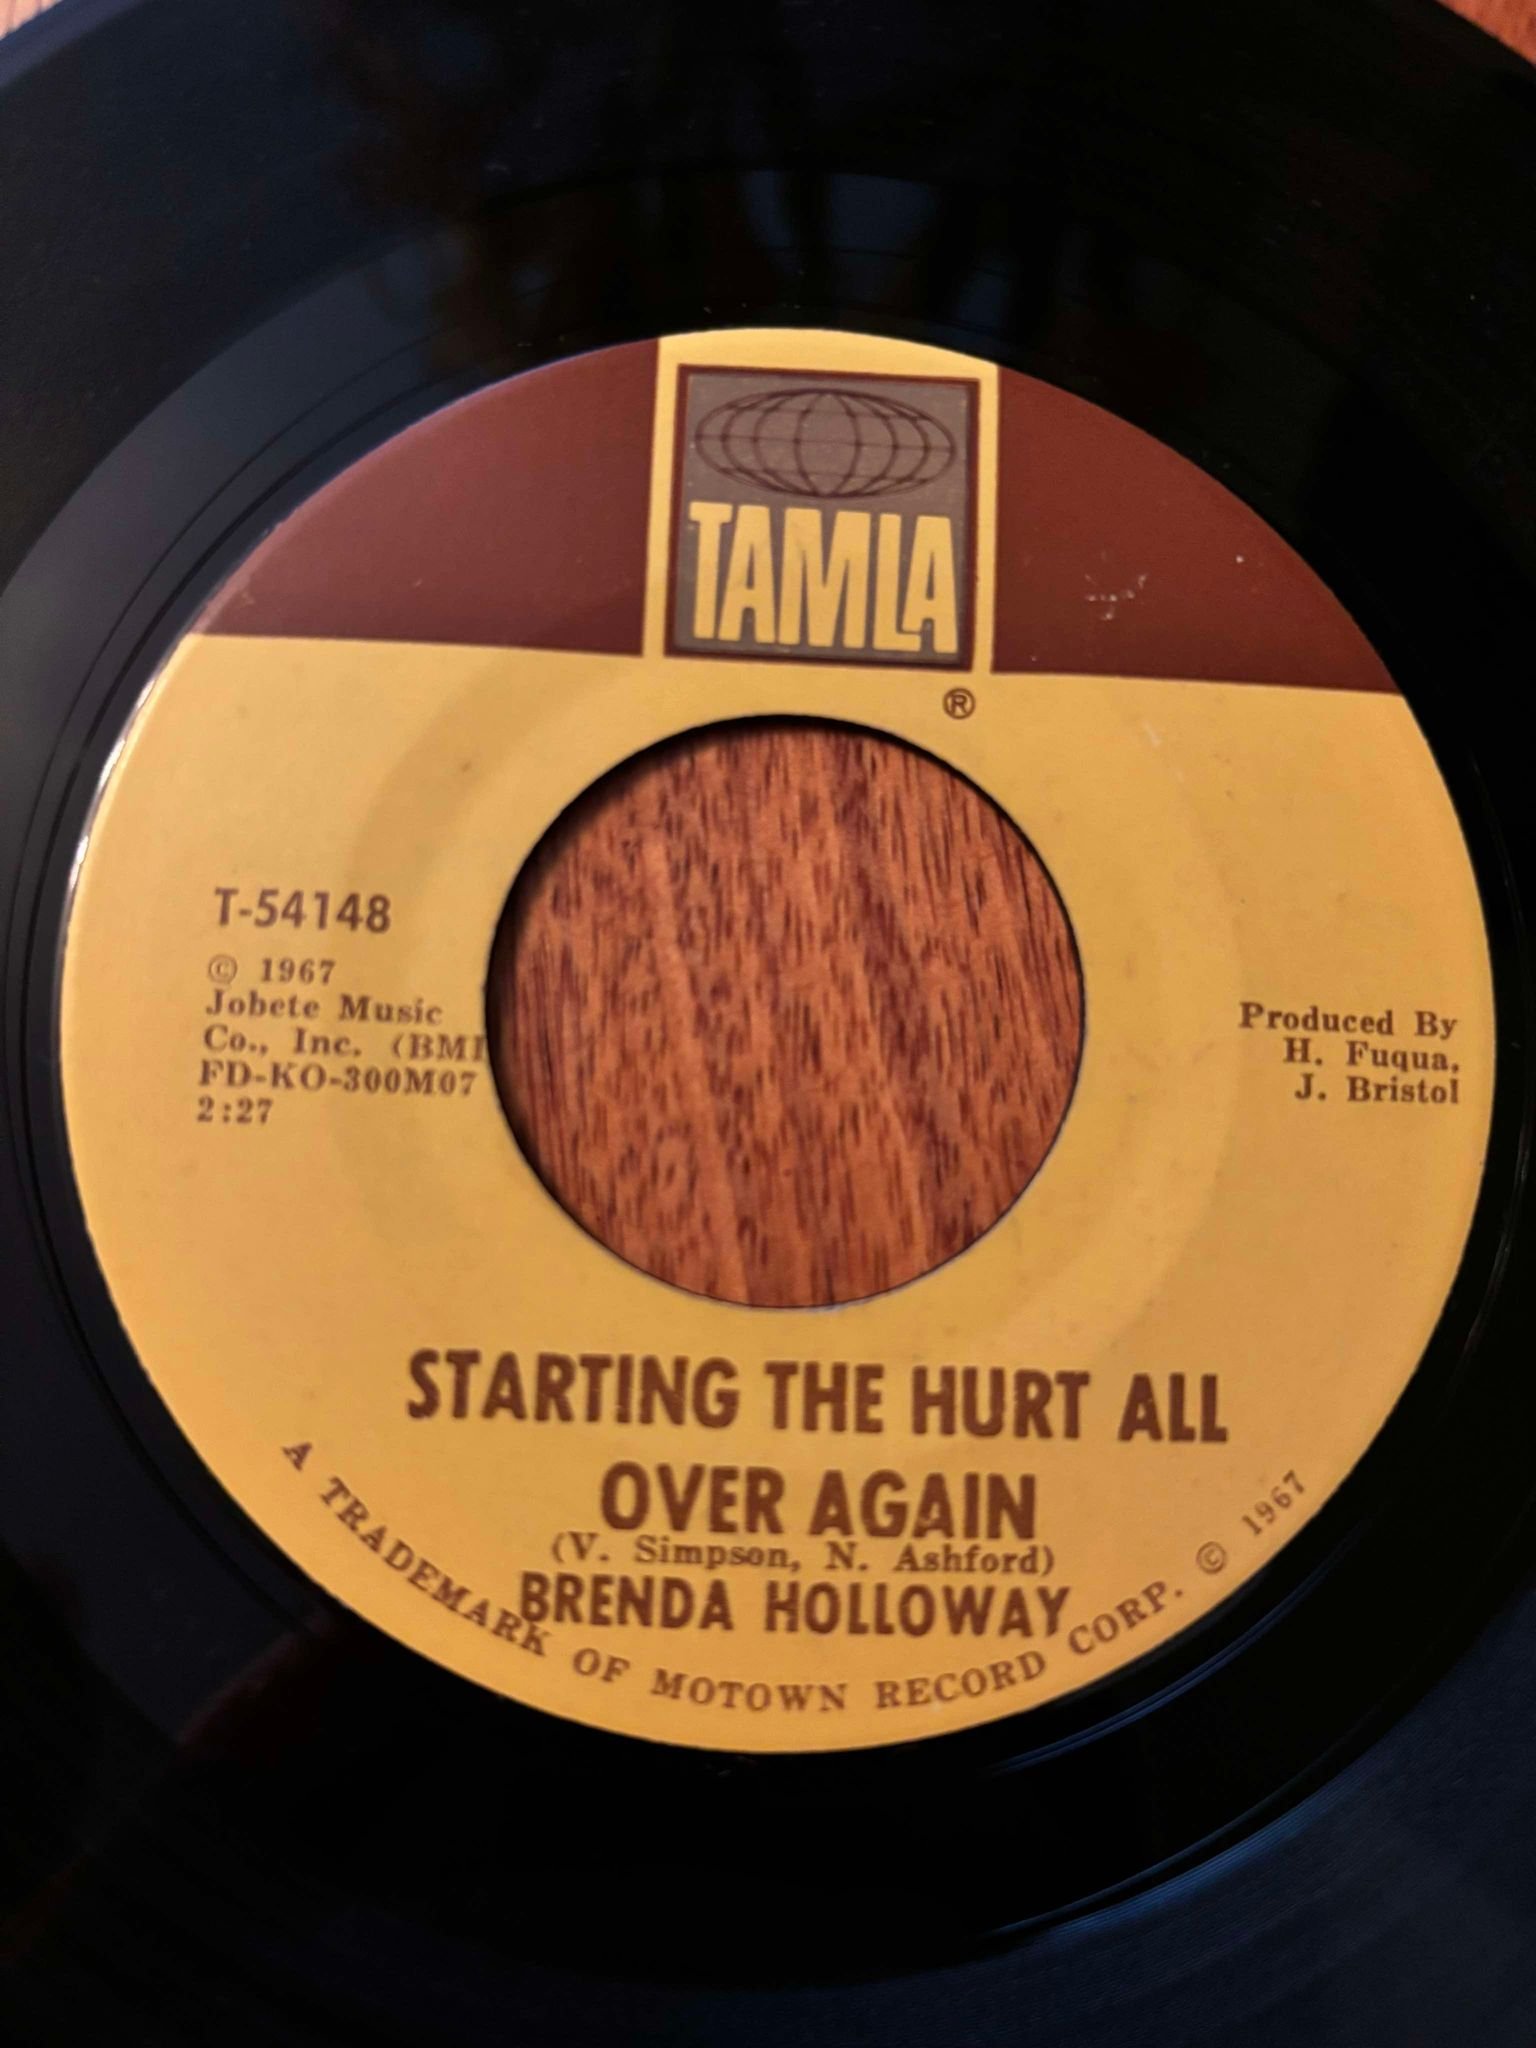 TAMLA
®
T-54148
© 1967
Jobete Music
Co., Inc. (BMI
FD-KO-300M07
2:27
Produced By
H. Fuqua,
J. Bristol
STARTING THE HURT ALL
OVER AGAIN
(V. Simpson, N. Ashford)
BRENDA HOLLOWAY
A TRADEMARK OF MOTOWN RECORD CORP. © 1967